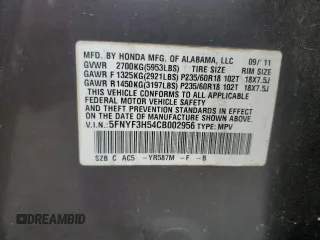 MFD. BY HONDA MFG. OF ALABAMA, LLC 09/11
GVWR 2700KG(5953LBS) TIRE SIZE RIM SIZE
GAWR F 1325KG(2921LBS) P235/60R18 102T 18X7.5J
GAWR R 1450KG(3197LBS) P235/60R18 102T 18X7.5J
THIS VEHICLE CONFORMS TO ALL APPLICABLE
FEDERAL MOTOR VEHICLE SAFETY AND
THEFT PREVENTION STANDARDS IN EFFECT ON
THE DATE OF MANUFACTURE SHOWN ABOVE.
V.I.N.: 5FNYF3H54CB002956 TYPE: MPV
SZB C AC5 -YR587M -F -B
AUTOBIDMASTER